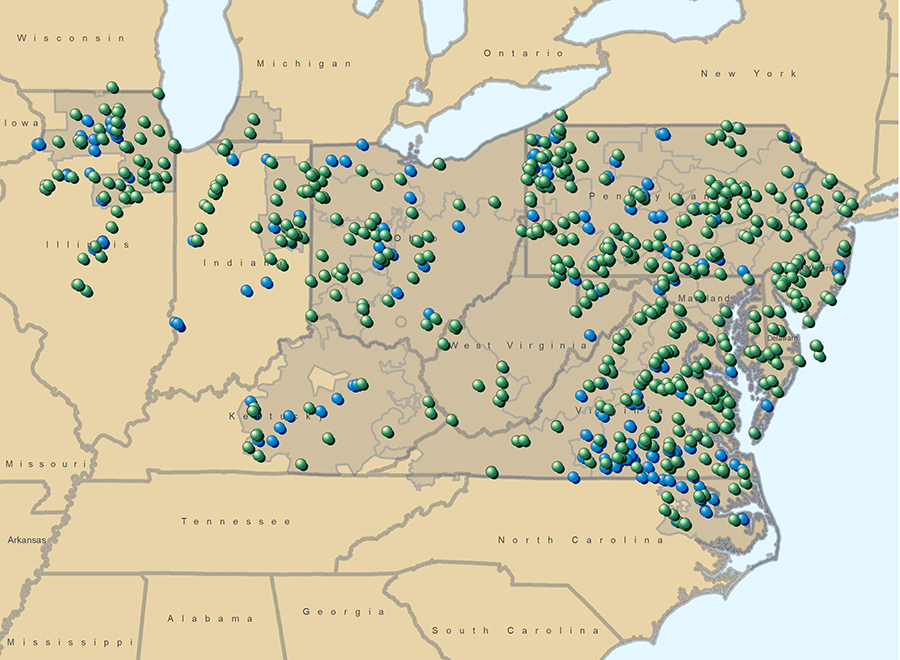 Wisconsin
Michigan
Ontario
New York
Iowa
Pennsylvania
Illinois
Indiana
Ohio
Maryland
Delaware
West Virginia
Virginia
Kentucky
Missouri
Tennessee
Arkansas
North Carolina
Alabama
Georgia
South Carolina
Mississippi